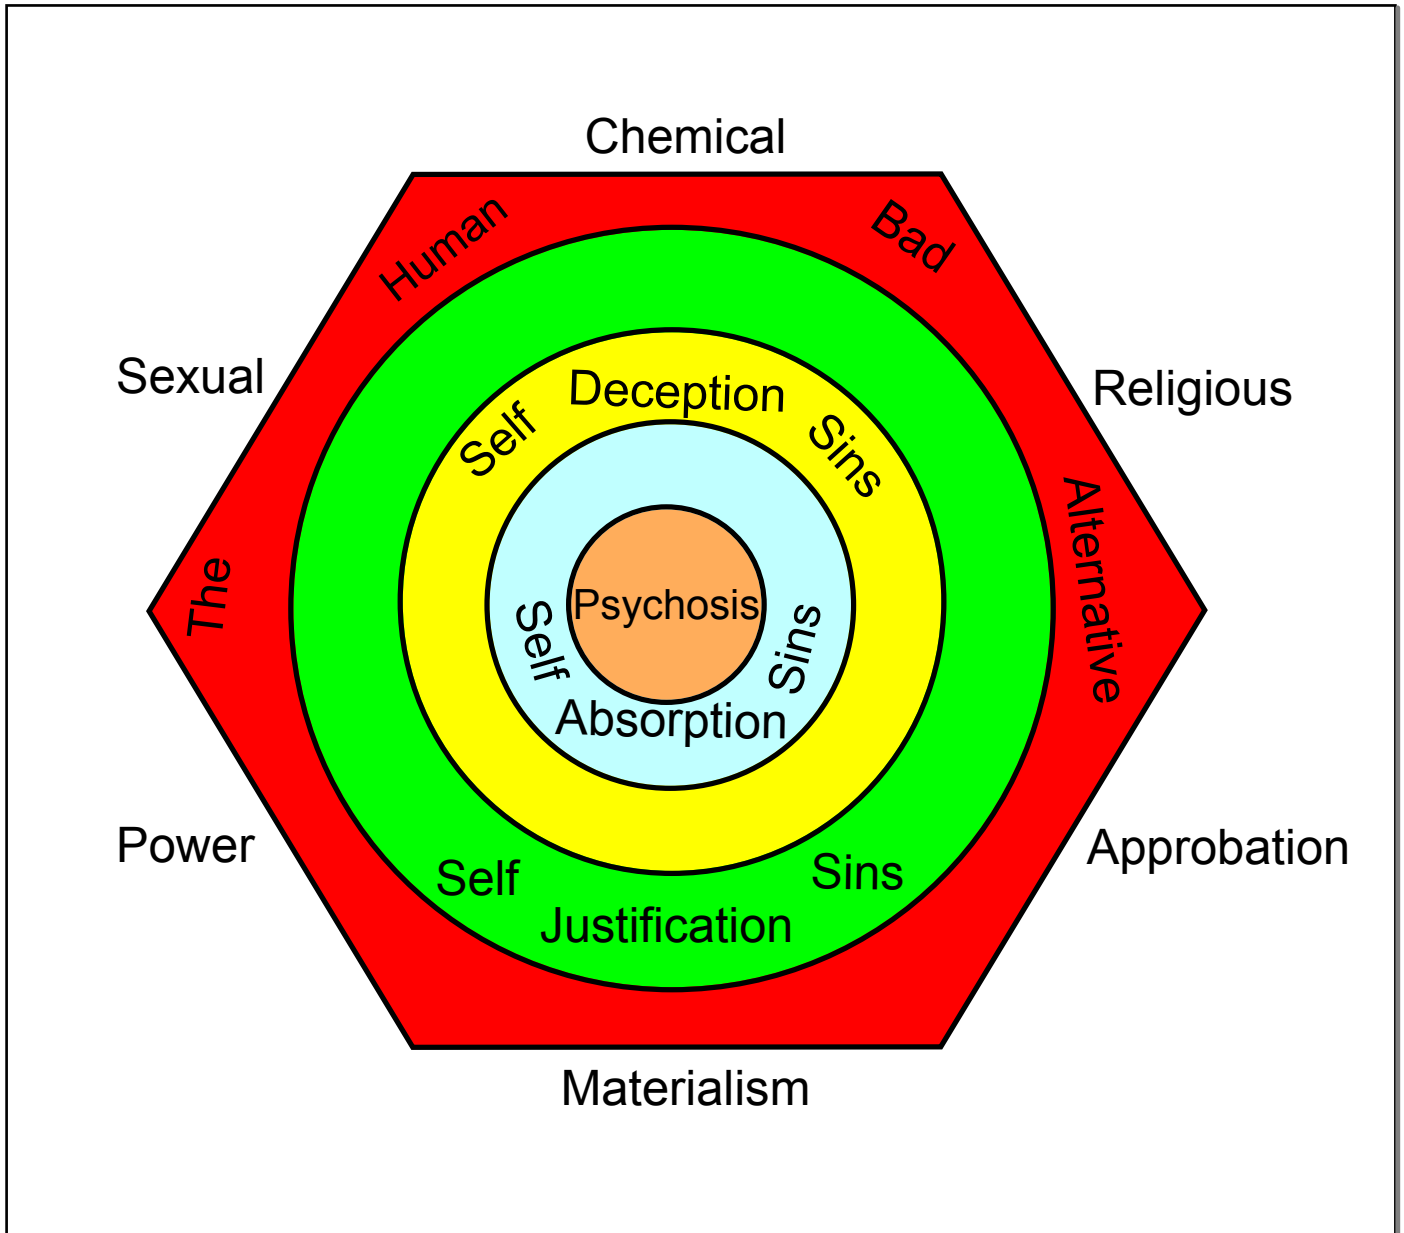 Chemical
The Human Bad Alternative
Sexual
Religious
Self Deception Sins
Psychosis
Self Absorption Sins
Power
Approbation
Self Justification Sins
Materialism